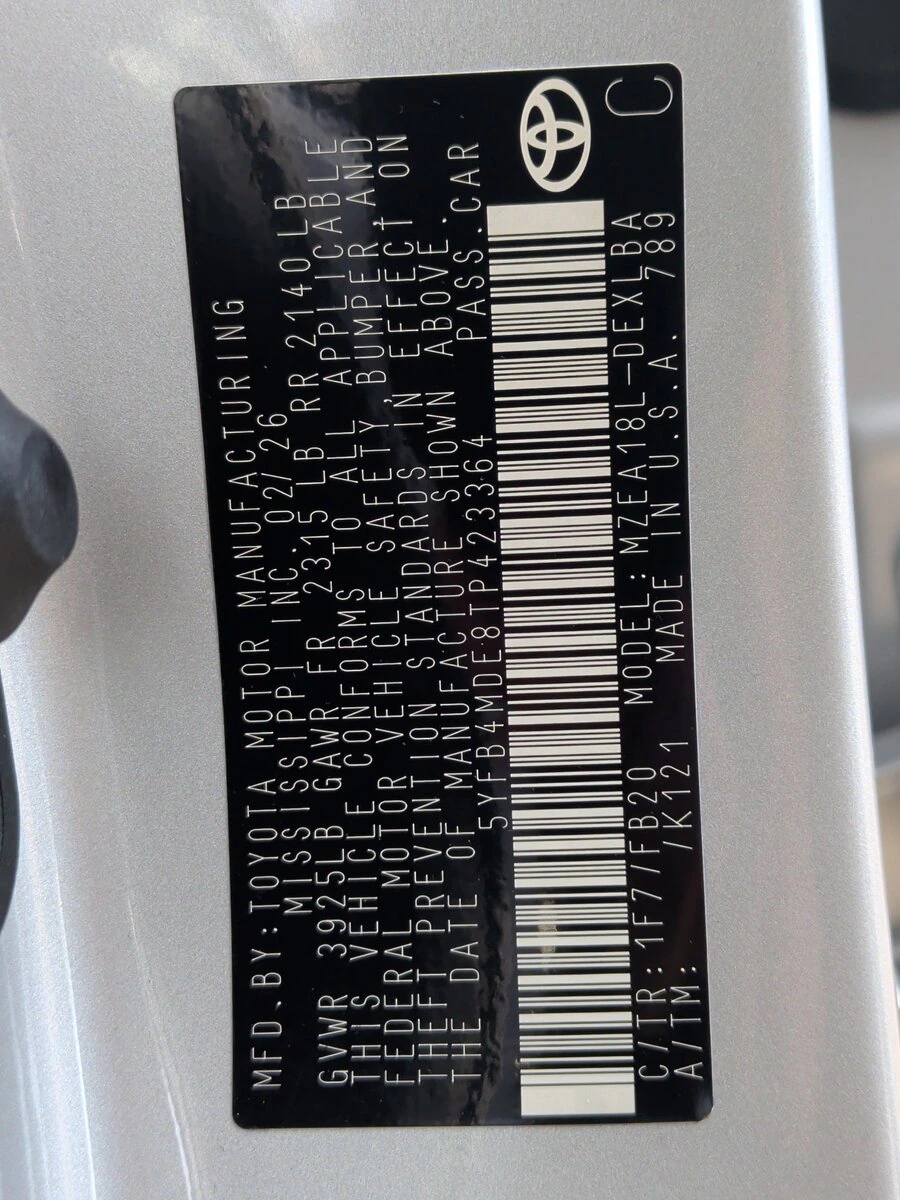 MFD.BY:TOYOTA MOTOR MANUFACTURING
MISSISSIPPI INC. 02/26
GVWR 3925LB GAWR FR 2315LB RR 2140LB
THIS VEHICLE CONFORMS TO ALL APPLICABLE
FEDERAL MOTOR VEHICLE SAFETY,BUMPER,AND
THEFT PREVENTION STANDARDS IN EFFECT ON
THE DATE OF MANUFACTURE SHOWN ABOVE.
5YFB4MDE8TP423364 PASS.CAR
C/TR: 1F7/FB20 MODEL:MZEA18L-DEXLBA
A/TM: /K121 MADE IN U.S.A. 789
C